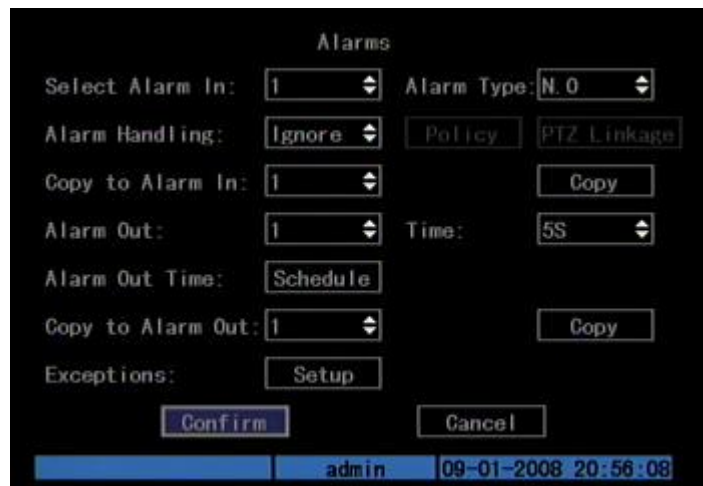 Alarms
Select Alarm In: 1 Alarm Type: N.O
Alarm Handling: Ignore Policy PTZ Linkage
Copy to Alarm In: 1 Copy
Alarm Out: 1 Time: 5S
Alarm Out Time: Schedule
Copy to Alarm Out: 1 Copy
Exceptions: Setup
Confirm Cancel
admin 09-01-2008 20:56:08